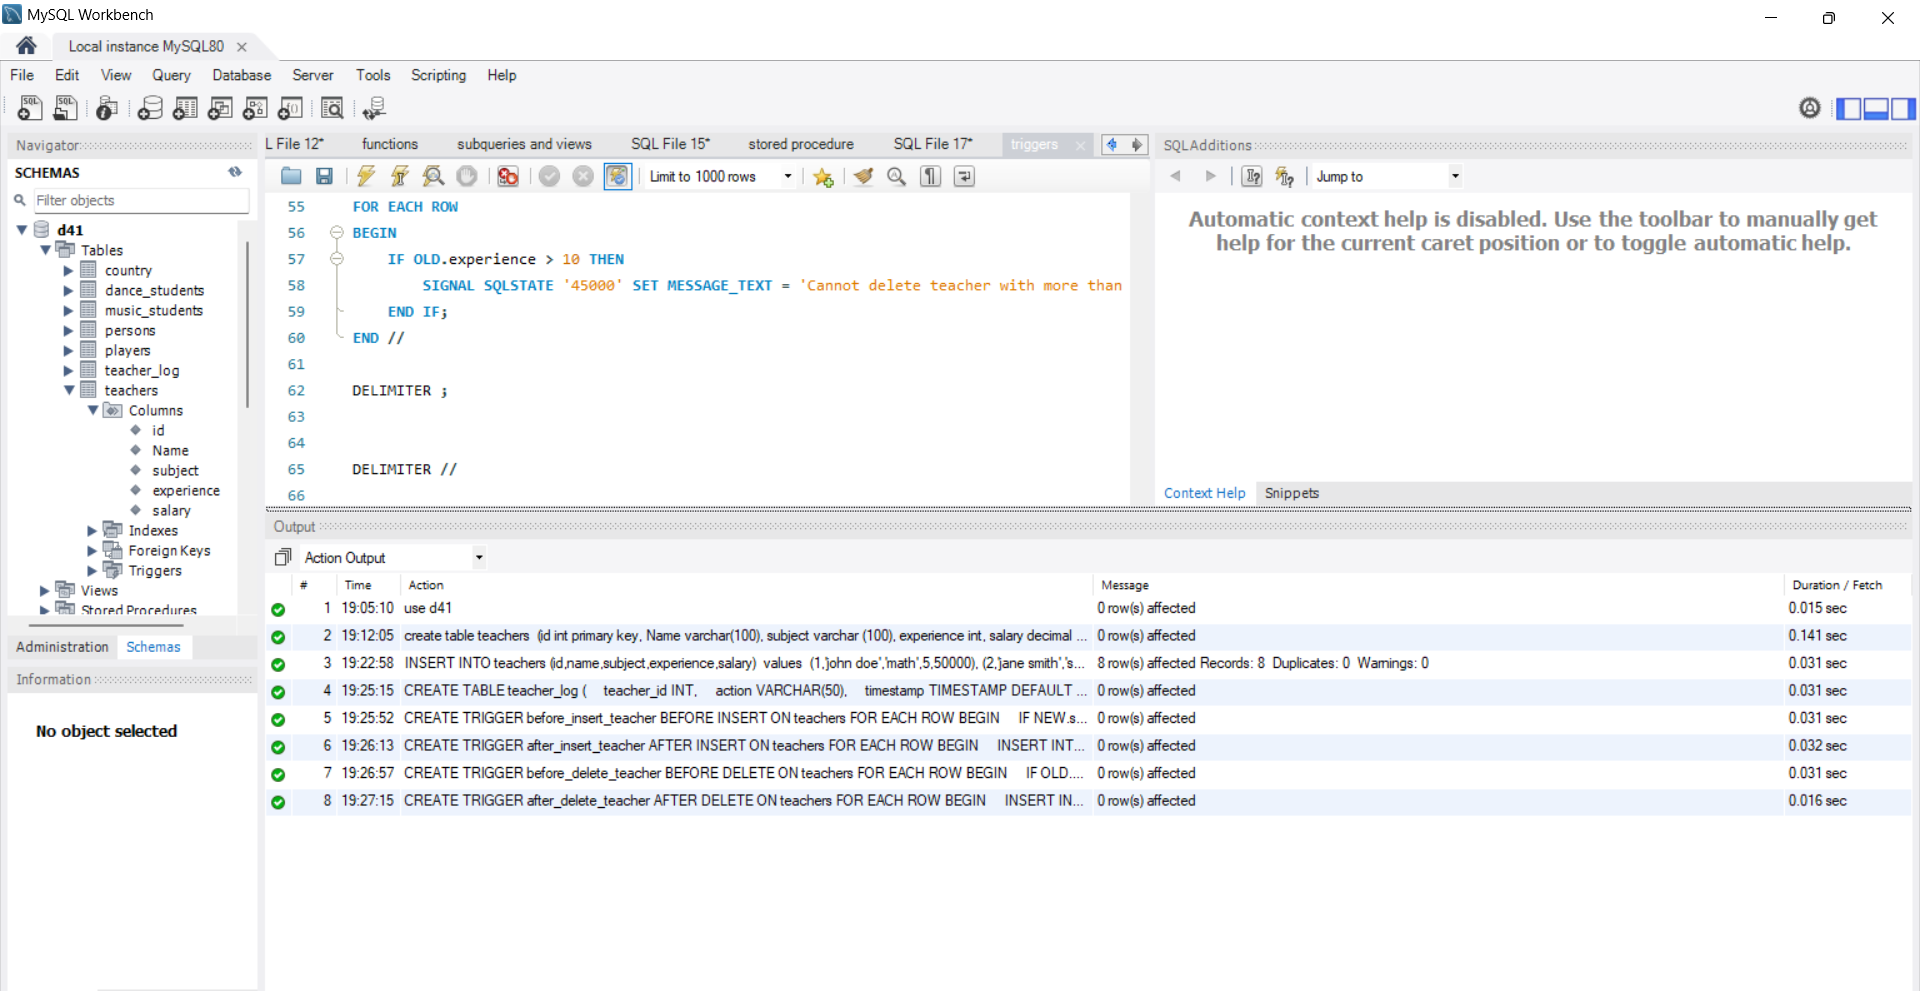 MySQL Workbench
Local instance MySQL80
File Edit View Query Database Server Tools Scripting Help
Navigator
SCHEMAS
Filter objects
d41
Tables
country
dance_students
music_students
persons
players
teacher_log
teachers
Columns
id
Name
subject
experience
salary
Indexes
Foreign Keys
Triggers
Views
Stored Procedures
Administration Schemas
Information
No object selected
L File 12* functions subqueries and views SQL File 15* stored procedure SQL File 17* triggers
Limit to 1000 rows
55 FOR EACH ROW
56 BEGIN
57 IF OLD.experience > 10 THEN
58 SIGNAL SQLSTATE '45000' SET MESSAGE_TEXT = 'Cannot delete teacher with more than
59 END IF;
60 END //
61
62 DELIMITER ;
63
64
65 DELIMITER //
66
SQLAdditions
Jump to
Automatic context help is disabled. Use the toolbar to manually get
help for the current caret position or to toggle automatic help.
Context Help Snippets
Output
Action Output
# Time Action Message Duration / Fetch
1 19:05:10 use d41 0 row(s) affected 0.015 sec
2 19:12:05 create table teachers (id int primary key, Name varchar(100), subject varchar (100), experience int, salary decimal ... 0 row(s) affected 0.141 sec
3 19:22:58 INSERT INTO teachers (id,name,subject,experience,salary) values (1,'john doe','math',5,50000), (2,'jane smith','s... 8 row(s) affected Records: 8 Duplicates: 0 Warnings: 0 0.031 sec
4 19:25:15 CREATE TABLE teacher_log ( teacher_id INT, action VARCHAR(50), timestamp TIMESTAMP DEFAULT ... 0 row(s) affected 0.031 sec
5 19:25:52 CREATE TRIGGER before_insert_teacher BEFORE INSERT ON teachers FOR EACH ROW BEGIN IF NEW.s... 0 row(s) affected 0.031 sec
6 19:26:13 CREATE TRIGGER after_insert_teacher AFTER INSERT ON teachers FOR EACH ROW BEGIN INSERT INT... 0 row(s) affected 0.032 sec
7 19:26:57 CREATE TRIGGER before_delete_teacher BEFORE DELETE ON teachers FOR EACH ROW BEGIN IF OLD.... 0 row(s) affected 0.031 sec
8 19:27:15 CREATE TRIGGER after_delete_teacher AFTER DELETE ON teachers FOR EACH ROW BEGIN INSERT IN... 0 row(s) affected 0.016 sec